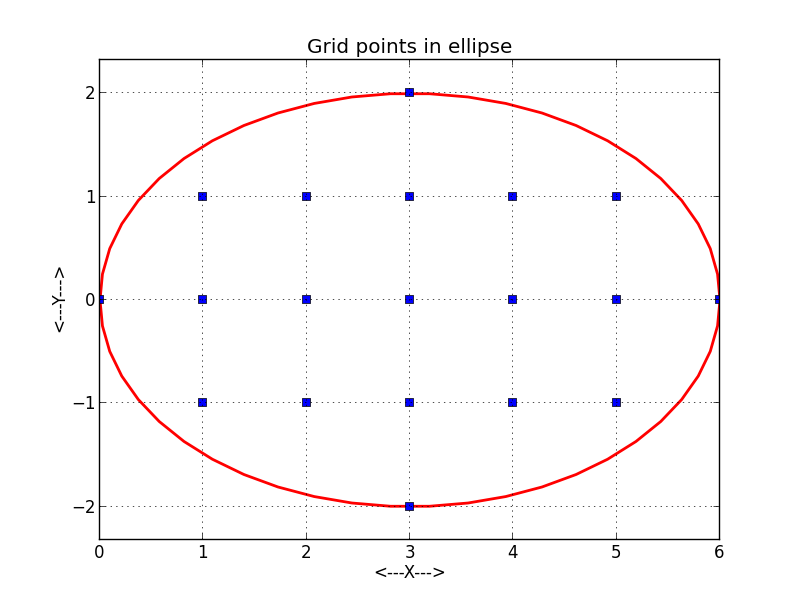 Grid points in ellipse
2
1
0
−1
−2
<---Y--->
0 1 2 3 4 5 6
<---X--->